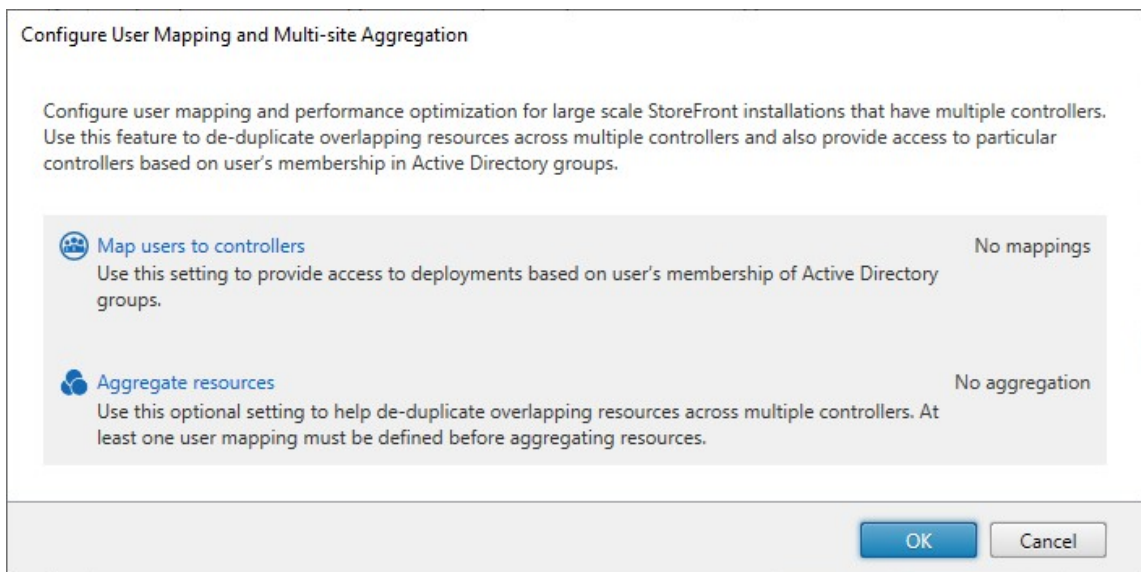 Configure User Mapping and Multi-site Aggregation
Configure user mapping and performance optimization for large scale StoreFront installations that have multiple controllers.
Use this feature to de-duplicate overlapping resources across multiple controllers and also provide access to particular
controllers based on user's membership in Active Directory groups.
Map users to controllers
No mappings
Use this setting to provide access to deployments based on user's membership of Active Directory
groups.
Aggregate resources
No aggregation
Use this optional setting to help de-duplicate overlapping resources across multiple controllers. At
least one user mapping must be defined before aggregating resources.
OK
Cancel